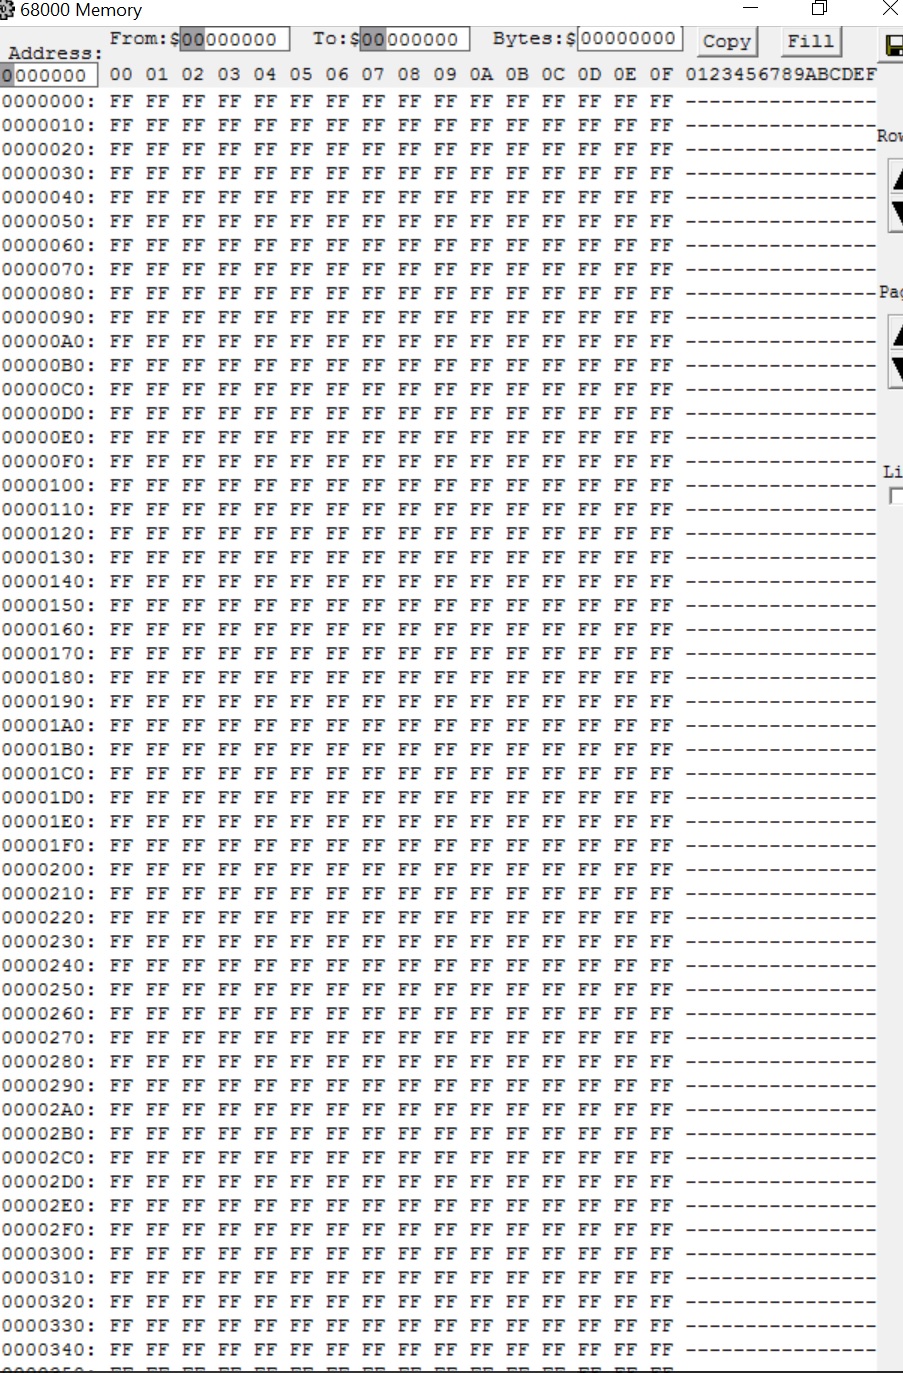 68000 Memory
From:$00000000 To:$00000000 Bytes:$00000000 Copy Fill
Address:
00000000 00 01 02 03 04 05 06 07 08 09 0A 0B 0C 0D 0E 0F 0123456789ABCDEF
0000000: FF FF FF FF FF FF FF FF FF FF FF FF FF FF FF FF ----------------
0000010: FF FF FF FF FF FF FF FF FF FF FF FF FF FF FF FF ----------------
0000020: FF FF FF FF FF FF FF FF FF FF FF FF FF FF FF FF ----------------
0000030: FF FF FF FF FF FF FF FF FF FF FF FF FF FF FF FF ----------------
0000040: FF FF FF FF FF FF FF FF FF FF FF FF FF FF FF FF ----------------
0000050: FF FF FF FF FF FF FF FF FF FF FF FF FF FF FF FF ----------------
0000060: FF FF FF FF FF FF FF FF FF FF FF FF FF FF FF FF ----------------
0000070: FF FF FF FF FF FF FF FF FF FF FF FF FF FF FF FF ----------------
0000080: FF FF FF FF FF FF FF FF FF FF FF FF FF FF FF FF ----------------
0000090: FF FF FF FF FF FF FF FF FF FF FF FF FF FF FF FF ----------------
00000A0: FF FF FF FF FF FF FF FF FF FF FF FF FF FF FF FF ----------------
00000B0: FF FF FF FF FF FF FF FF FF FF FF FF FF FF FF FF ----------------
00000C0: FF FF FF FF FF FF FF FF FF FF FF FF FF FF FF FF ----------------
00000D0: FF FF FF FF FF FF FF FF FF FF FF FF FF FF FF FF ----------------
00000E0: FF FF FF FF FF FF FF FF FF FF FF FF FF FF FF FF ----------------
00000F0: FF FF FF FF FF FF FF FF FF FF FF FF FF FF FF FF ----------------
0000100: FF FF FF FF FF FF FF FF FF FF FF FF FF FF FF FF ----------------
0000110: FF FF FF FF FF FF FF FF FF FF FF FF FF FF FF FF ----------------
0000120: FF FF FF FF FF FF FF FF FF FF FF FF FF FF FF FF ----------------
0000130: FF FF FF FF FF FF FF FF FF FF FF FF FF FF FF FF ----------------
0000140: FF FF FF FF FF FF FF FF FF FF FF FF FF FF FF FF ----------------
0000150: FF FF FF FF FF FF FF FF FF FF FF FF FF FF FF FF ----------------
0000160: FF FF FF FF FF FF FF FF FF FF FF FF FF FF FF FF ----------------
0000170: FF FF FF FF FF FF FF FF FF FF FF FF FF FF FF FF ----------------
0000180: FF FF FF FF FF FF FF FF FF FF FF FF FF FF FF FF ----------------
0000190: FF FF FF FF FF FF FF FF FF FF FF FF FF FF FF FF ----------------
00001A0: FF FF FF FF FF FF FF FF FF FF FF FF FF FF FF FF ----------------
00001B0: FF FF FF FF FF FF FF FF FF FF FF FF FF FF FF FF ----------------
00001C0: FF FF FF FF FF FF FF FF FF FF FF FF FF FF FF FF ----------------
00001D0: FF FF FF FF FF FF FF FF FF FF FF FF FF FF FF FF ----------------
00001E0: FF FF FF FF FF FF FF FF FF FF FF FF FF FF FF FF ----------------
00001F0: FF FF FF FF FF FF FF FF FF FF FF FF FF FF FF FF ----------------
0000200: FF FF FF FF FF FF FF FF FF FF FF FF FF FF FF FF ----------------
0000210: FF FF FF FF FF FF FF FF FF FF FF FF FF FF FF FF ----------------
0000220: FF FF FF FF FF FF FF FF FF FF FF FF FF FF FF FF ----------------
0000230: FF FF FF FF FF FF FF FF FF FF FF FF FF FF FF FF ----------------
0000240: FF FF FF FF FF FF FF FF FF FF FF FF FF FF FF FF ----------------
0000250: FF FF FF FF FF FF FF FF FF FF FF FF FF FF FF FF ----------------
0000260: FF FF FF FF FF FF FF FF FF FF FF FF FF FF FF FF ----------------
0000270: FF FF FF FF FF FF FF FF FF FF FF FF FF FF FF FF ----------------
0000280: FF FF FF FF FF FF FF FF FF FF FF FF FF FF FF FF ----------------
0000290: FF FF FF FF FF FF FF FF FF FF FF FF FF FF FF FF ----------------
00002A0: FF FF FF FF FF FF FF FF FF FF FF FF FF FF FF FF ----------------
00002B0: FF FF FF FF FF FF FF FF FF FF FF FF FF FF FF FF ----------------
00002C0: FF FF FF FF FF FF FF FF FF FF FF FF FF FF FF FF ----------------
00002D0: FF FF FF FF FF FF FF FF FF FF FF FF FF FF FF FF ----------------
00002E0: FF FF FF FF FF FF FF FF FF FF FF FF FF FF FF FF ----------------
00002F0: FF FF FF FF FF FF FF FF FF FF FF FF FF FF FF FF ----------------
0000300: FF FF FF FF FF FF FF FF FF FF FF FF FF FF FF FF ----------------
0000310: FF FF FF FF FF FF FF FF FF FF FF FF FF FF FF FF ----------------
0000320: FF FF FF FF FF FF FF FF FF FF FF FF FF FF FF FF ----------------
0000330: FF FF FF FF FF FF FF FF FF FF FF FF FF FF FF FF ----------------
0000340: FF FF FF FF FF FF FF FF FF FF FF FF FF FF FF FF ----------------